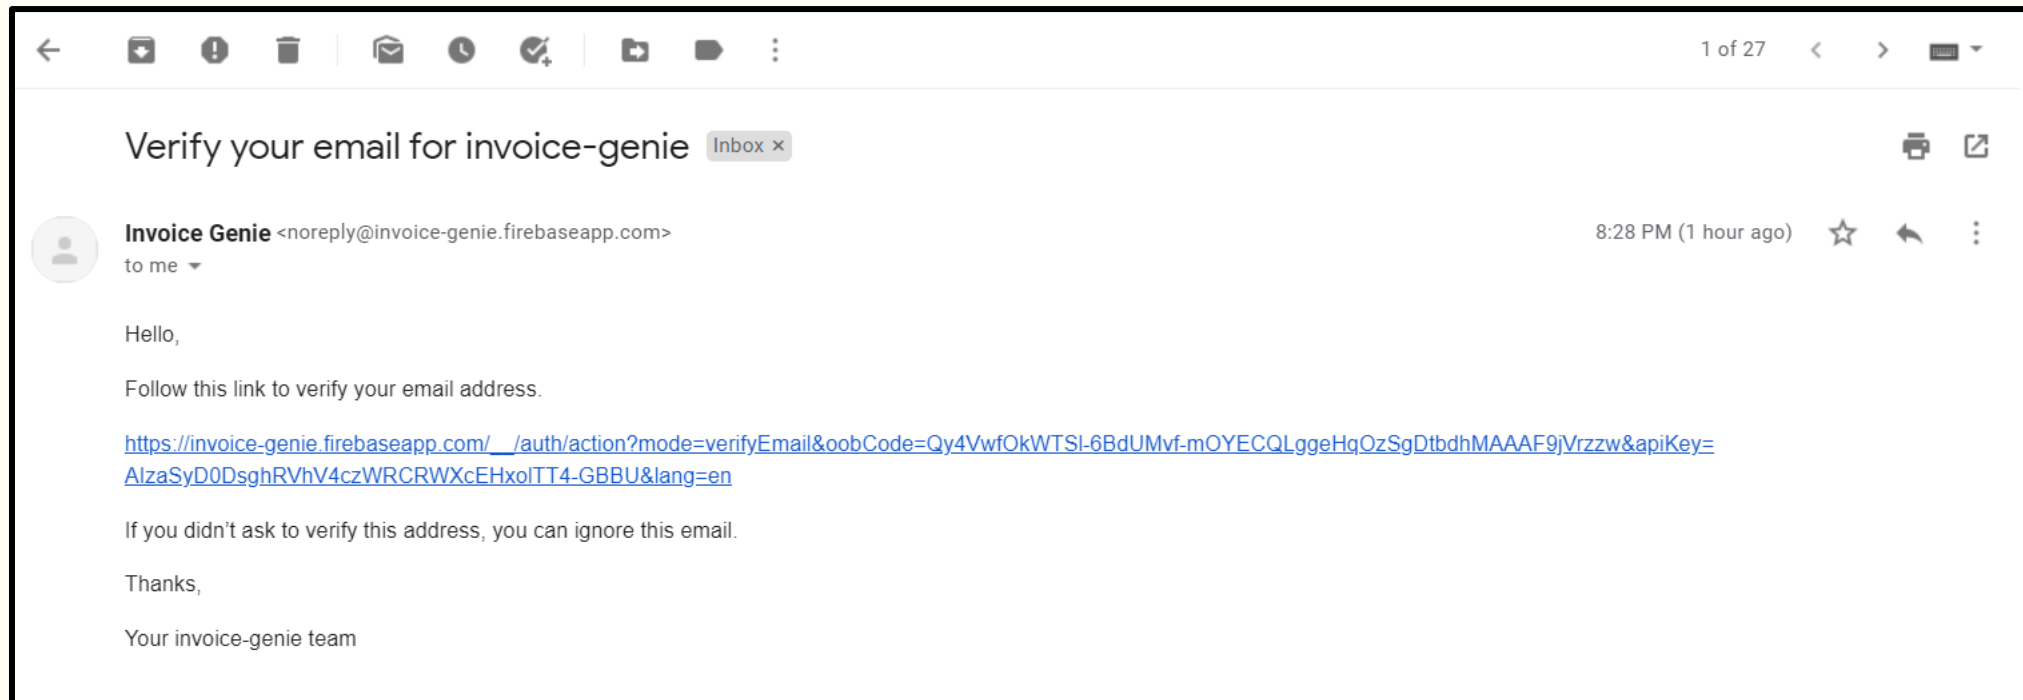 1 of 27
Verify your email for invoice-genie Inbox ×
Invoice Genie <noreply@invoice-genie.firebaseapp.com> 8:28 PM (1 hour ago)
to me
Hello,
Follow this link to verify your email address.
https://invoice-genie.firebaseapp.com/__/auth/action?mode=verifyEmail&oobCode=Qy4VwfOkWTSl-6BdUMvf-mOYECQLggeHqOzSgDtbdhMAAAF9jVrzzw&apiKey=
AIzaSyD0DsghRVhV4czWRCRWXcEHxolTT4-GBBU&lang=en
If you didn’t ask to verify this address, you can ignore this email.
Thanks,
Your invoice-genie team